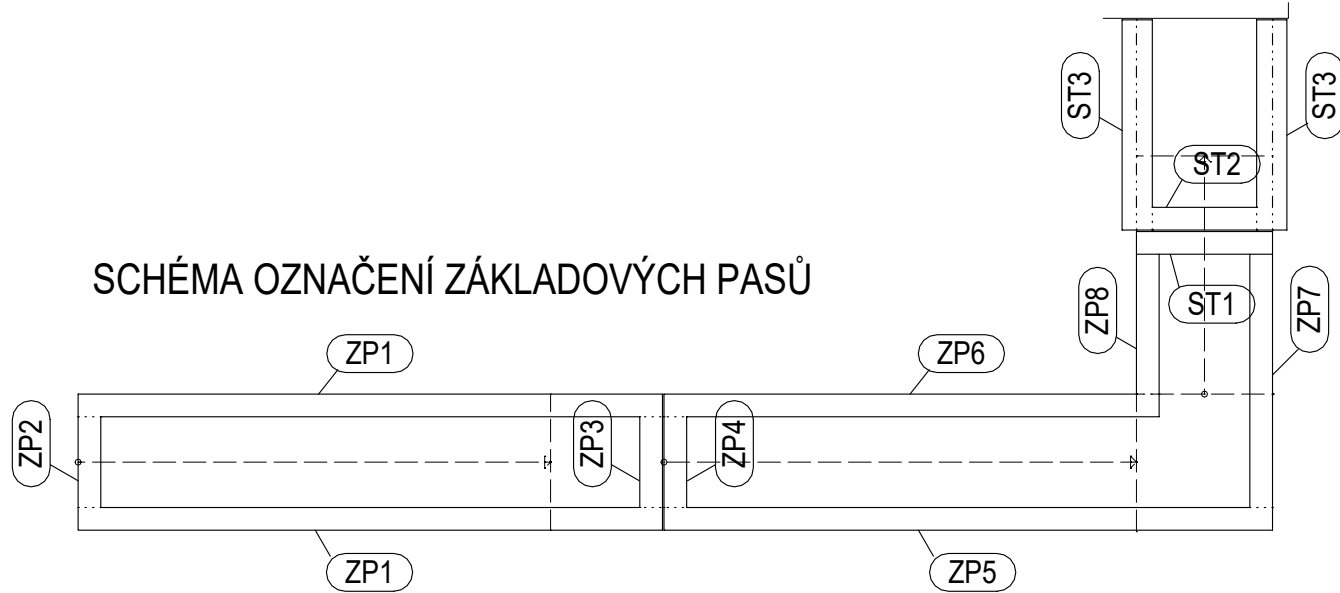 ST3
ST3
ST2
SCHÉMA OZNAČENÍ ZÁKLADOVÝCH PASŮ
ZP8
ST1
ZP7
ZP1
ZP6
ZP2
ZP3
ZP4
ZP1
ZP5